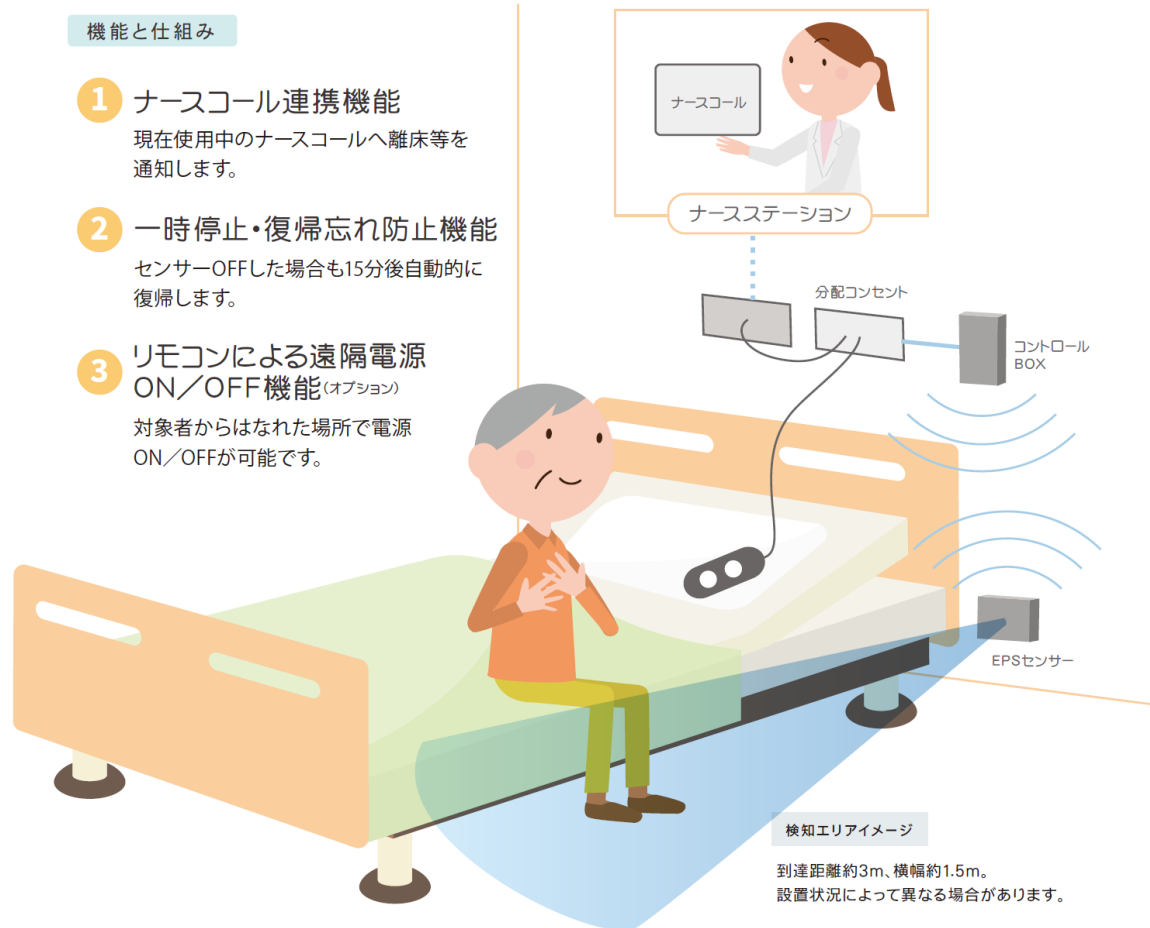 機能と仕組み
1 ナースコール連携機能
現在使用中のナースコールへ離床等を
通知します。
2 一時停止・復帰忘れ防止機能
センサーOFFした場合も15分後自動的に
復帰します。
3 リモコンによる遠隔電源
ON／OFF機能(オプション)
対象者からはなれた場所で電源
ON／OFFが可能です。
ナースコール
ナースステーション
分配コンセント
コントロール
BOX
EPSセンサー
検知エリアイメージ
到達距離約3m、横幅約1.5m。
設置状況によって異なる場合があります。